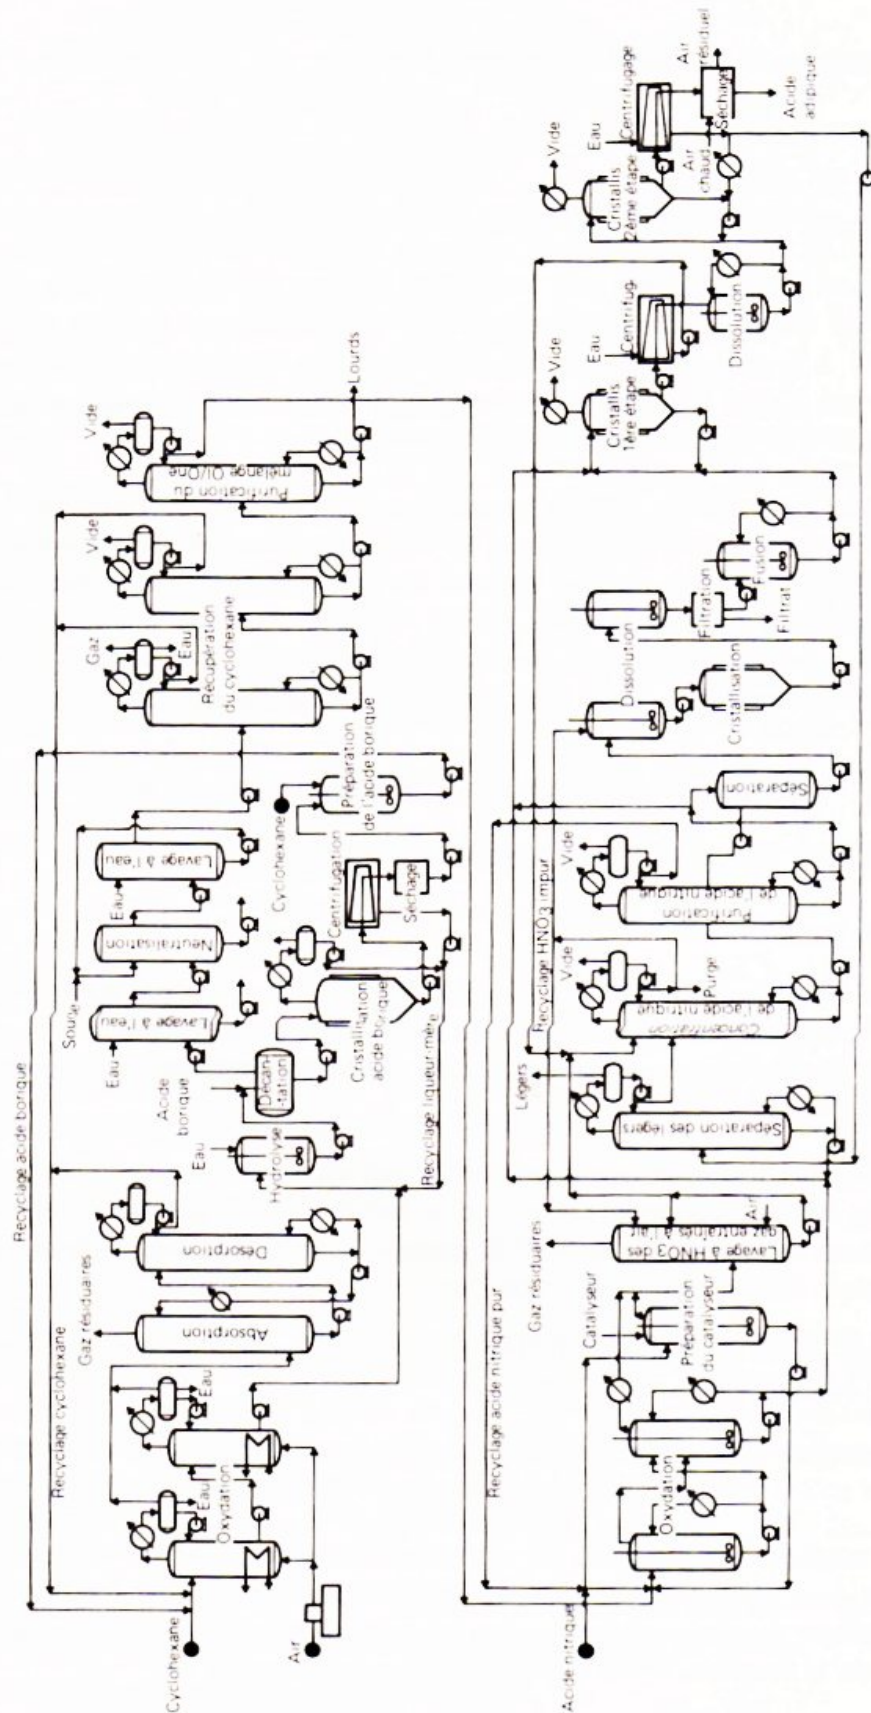 Recyclage acide borique
Recyclage cyclohexane
Cyclohexane
Air
Oxydation
Eau
Eau
Gaz résiduaires
Absorption
Désorption
Eau
Hydrolyse
Acide
borique
Décan-
tation
Eau
Lavage à l'eau
Soude
Neutralisation
Eau
Lavage à l'eau
Cristallisation
acide borique
Recyclage liqueur-mère
Centrifugation
Séchage
Cyclohexane
Préparation
de l'acide borique
Gaz
Eau
Récupération
du cyclohexane
Vide
Vide
Purification du
mélange Ol/One
Lourds
Acide nitrique
Recyclage acide nitrique pur
Oxydation
Catalyseur
Préparation
du catalyseur
Gaz résiduaires
Lavage à HNO3 des
gaz entraînés à l'air
Air
Légers
Séparation des légers
Recyclage HNO3 impur
Vide
Concentration
de l'acide nitrique
Purge
Vide
Purification
de l'acide nitrique
Séparation
Dissolution
Cristallisation
Filtration
Filtrat
Fusion
Vide
Cristallis
1ère étape
Eau
Centrifug.
Dissolution
Vide
Cristallis
2ème étape
Eau
Centrifugage
Air
chaud
Air
résiduel
Séchage
Acide
adipique